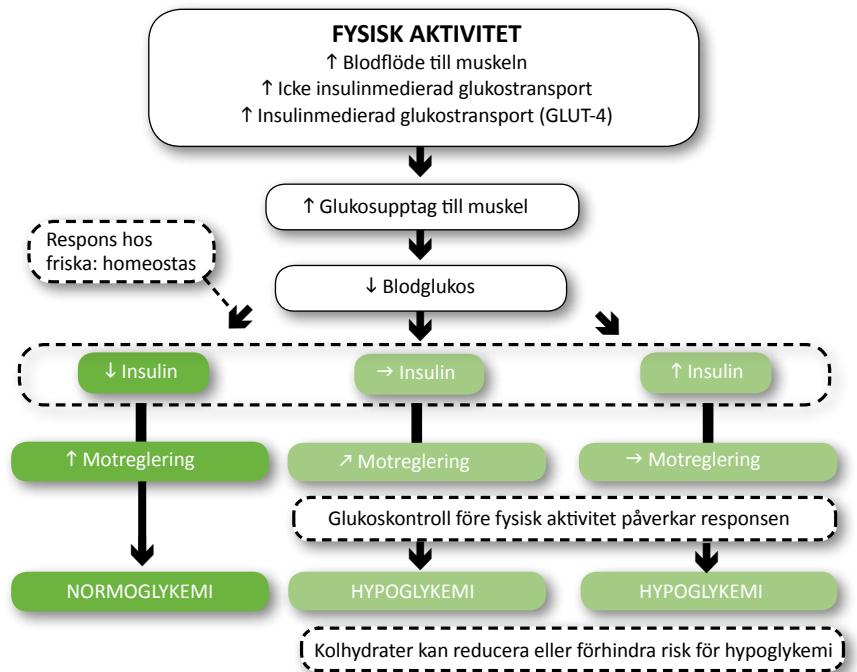 FYSISK AKTIVITET
↑ Blodflöde till muskeln
↑ Icke insulinmedierad glukostransport
↑ Insulinmedierad glukostransport (GLUT-4)
↑ Glukosupptag till muskel
Respons hos
friska: homeostas
↓ Blodglukos
↓ Insulin
→ Insulin
↑ Insulin
↑ Motreglering
↗ Motreglering
→ Motreglering
Glukoskontroll före fysisk aktivitet påverkar responsen
NORMOGLYKEMI
HYPOGLYKEMI
HYPOGLYKEMI
Kolhydrater kan reducera eller förhindra risk för hypoglykemi